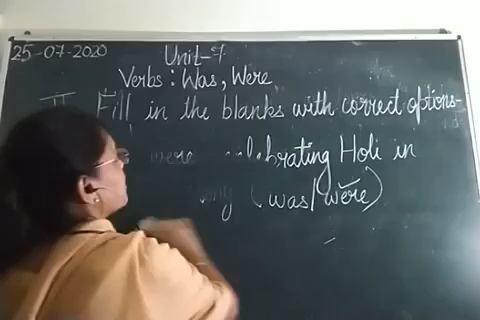 25-07-2020
Unit-7
Verbs : Was, Were
II Fill in the blanks with correct options-
were celebrating Holi in
(was/were)